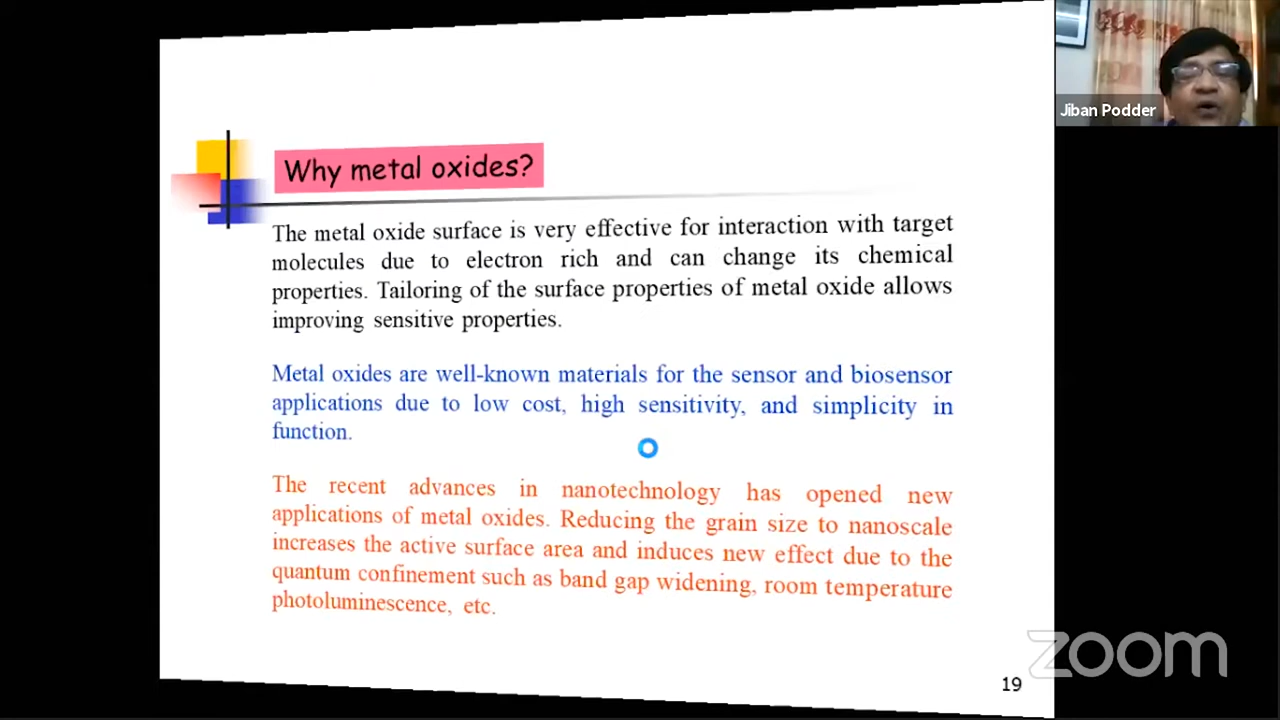 Jiban Podder
Why metal oxides?
The metal oxide surface is very effective for interaction with target
molecules due to electron rich and can change its chemical
properties. Tailoring of the surface properties of metal oxide allows
improving sensitive properties.
Metal oxides are well-known materials for the sensor and biosensor
applications due to low cost, high sensitivity, and simplicity in
function.
The recent advances in nanotechnology has opened new
applications of metal oxides. Reducing the grain size to nanoscale
increases the active surface area and induces new effect due to the
quantum confinement such as band gap widening, room temperature
photoluminescence, etc.
zoom
19